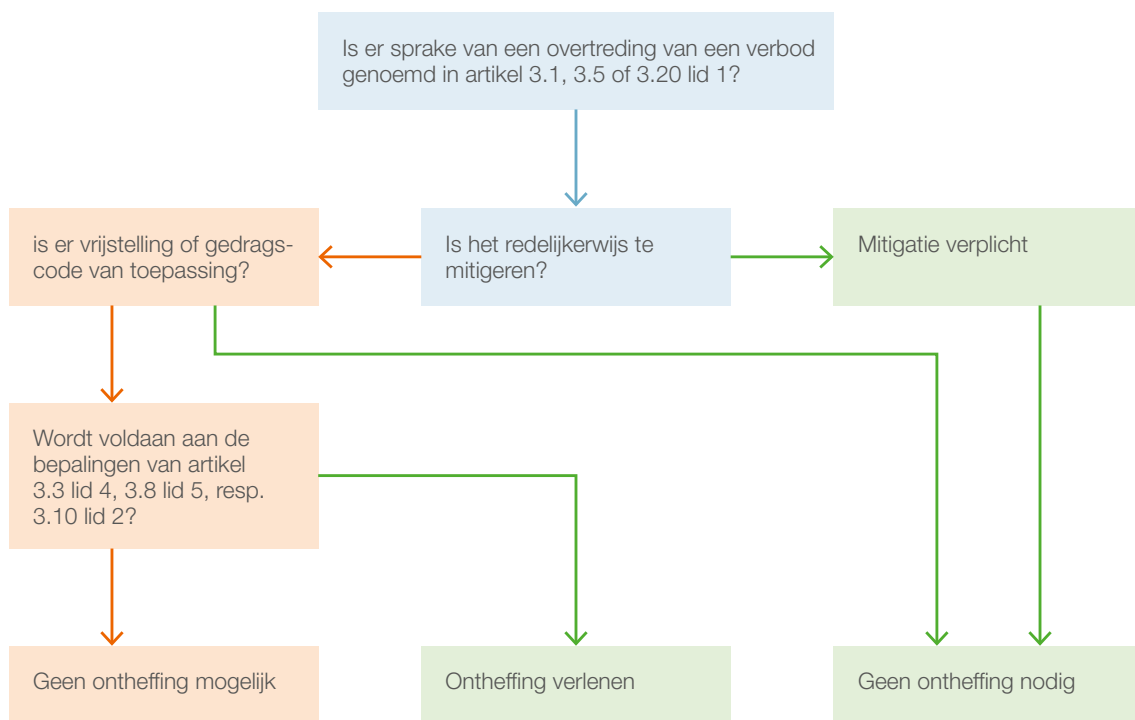 Is er sprake van een overtreding van een verbod
genoemd in artikel 3.1, 3.5 of 3.20 lid 1?
is er vrijstelling of gedrags-
code van toepassing?
Is het redelijkerwijs te
mitigeren?
Mitigatie verplicht
Wordt voldaan aan de
bepalingen van artikel
3.3 lid 4, 3.8 lid 5, resp.
3.10 lid 2?
Geen ontheffing mogelijk
Ontheffing verlenen
Geen ontheffing nodig